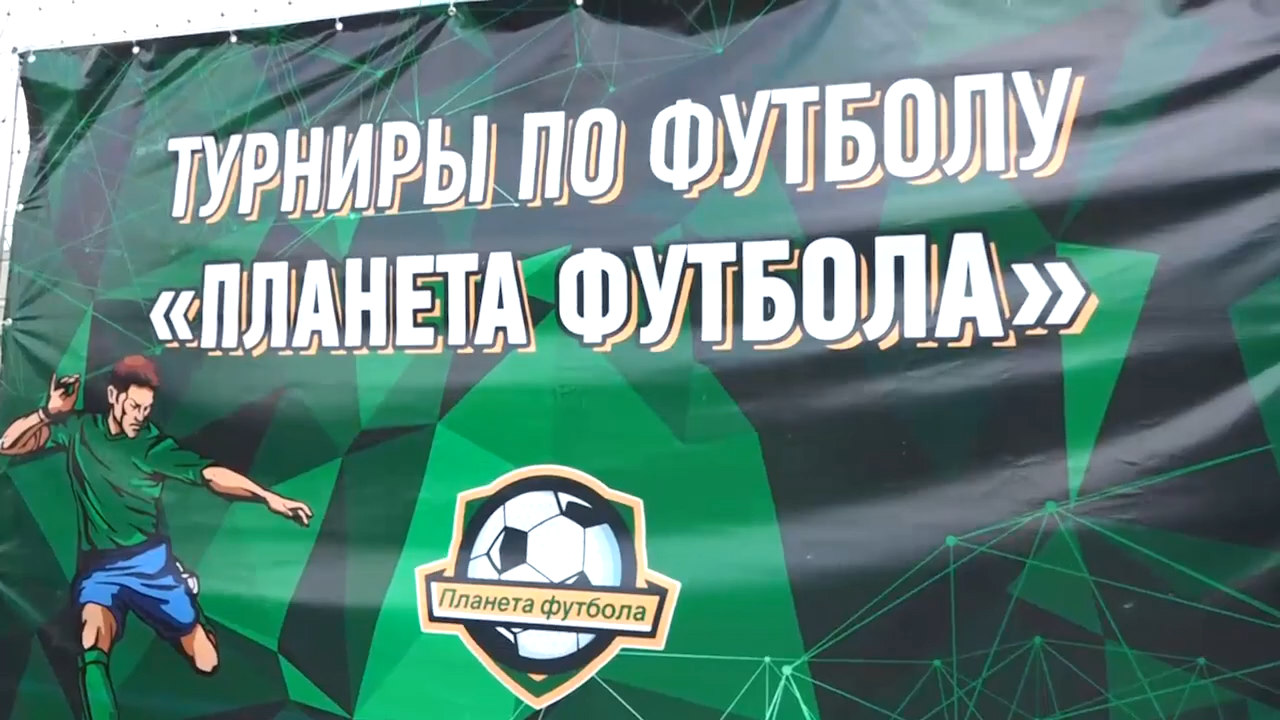 ТУРНИРЫ ПО ФУТБОЛУ
«ПЛАНЕТА ФУТБОЛА»
Планета футбола